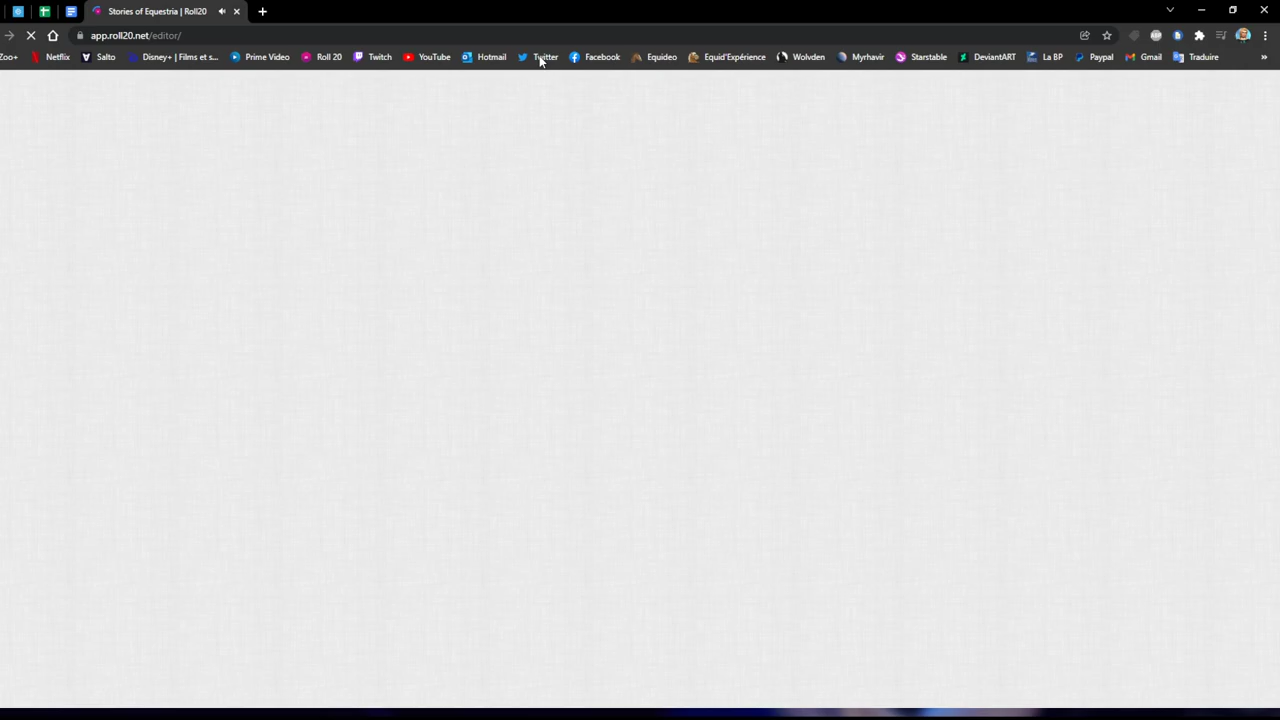 Stories of Equestria | Roll20
app.roll20.net/editor/
Zoo+ Netflix Salto Disney+ | Films et s... Prime Video Roll 20 Twitch YouTube Hotmail Twitter Facebook Equideo Equid'Expérience Wolvden Myrhavir Starstable DeviantART La BP Paypal Gmail Traduire »